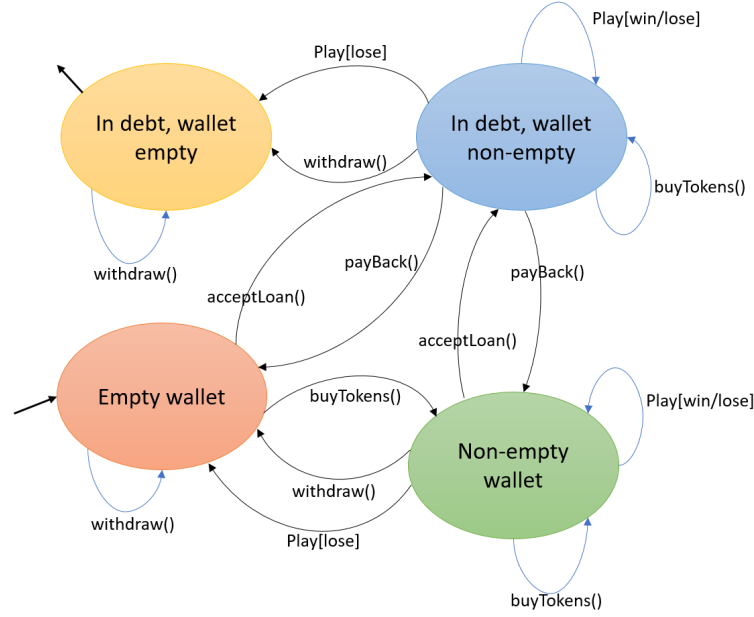 Play[win/lose]
Play[lose]
In debt, wallet
empty
In debt, wallet
non-empty
withdraw()
buyTokens()
withdraw()
payBack()
payBack()
acceptLoan()
acceptLoan()
Empty wallet
buyTokens()
Play[win/lose]
Non-empty
wallet
withdraw()
withdraw()
Play[lose]
buyTokens()